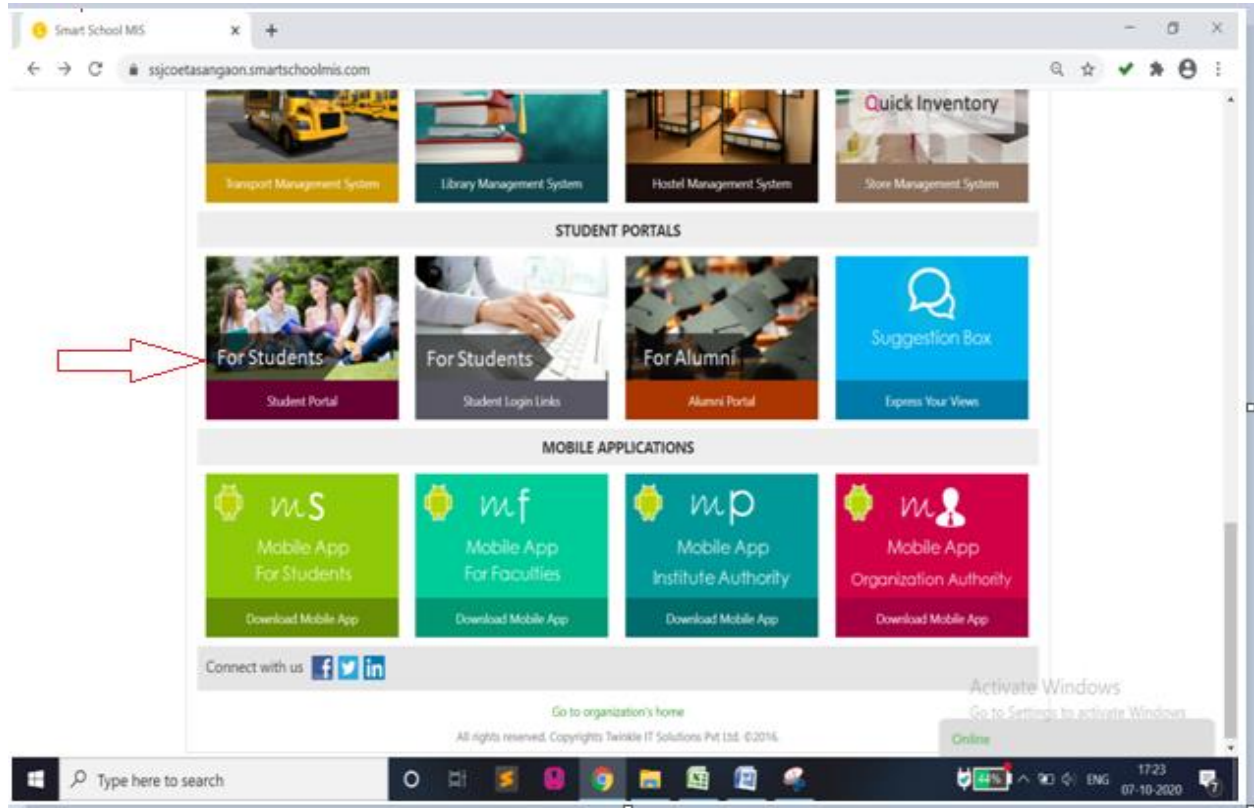 Smart School MIS
ssjcoetasangaon.smartschoolmis.com
Quick Inventory
Transport Management System
Library Management System
Hostel Management System
Store Management System
STUDENT PORTALS
For Students
For Students
For Alumni
Suggestion Box
Student Portal
Student Login Links
Alumni Portal
Express Your Views
MOBILE APPLICATIONS
ms
mf
mp
m
Mobile App
For Students
Mobile App
For Faculties
Mobile App
Institute Authority
Mobile App
Organization Authority
Download Mobile App
Download Mobile App
Download Mobile App
Download Mobile App
Connect with us
Activate Windows
Go to Settings to activate Windows
Go to organization's home
All rights reserved. Copyrights Twinkle IT Solutions Pvt Ltd. ©2016.
Online
Type here to search
44%
ENG
17:23
07-10-2020
7